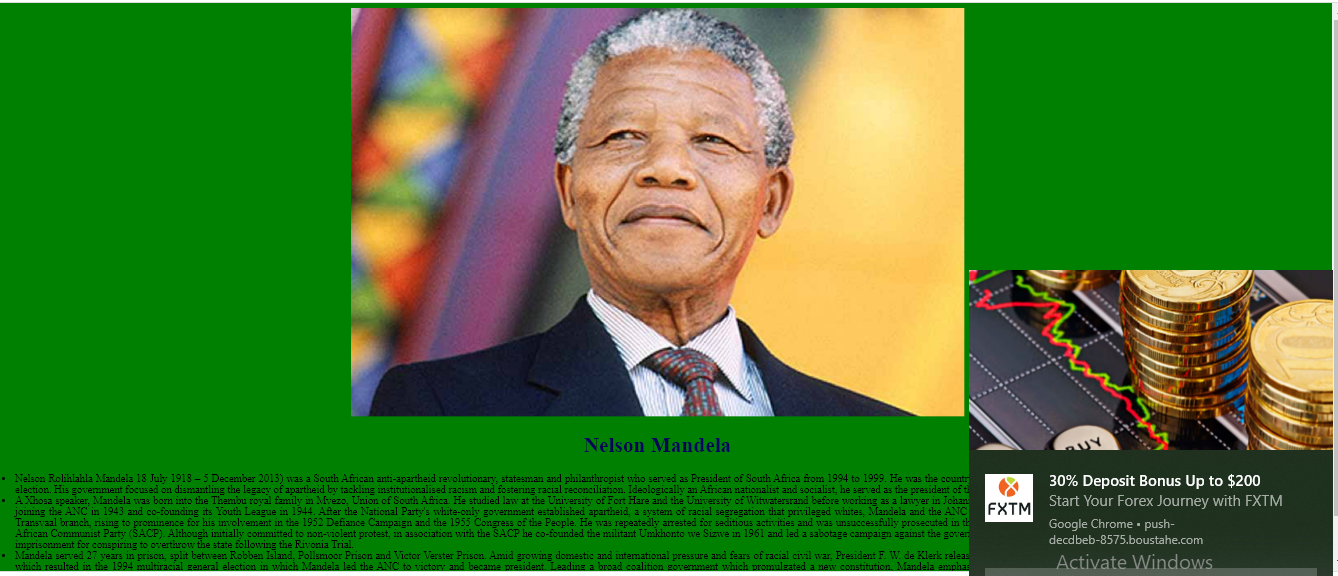 Nelson Mandela
• Nelson Rolihlahla Mandela 18 July 1918 – 5 December 2013) was a South African anti-apartheid revolutionary, statesman and philanthropist who served as President of South Africa from 1994 to 1999. He was the country
election. His government focused on dismantling the legacy of apartheid by tackling institutionalised racism and fostering racial reconciliation. Ideologically an African nationalist and socialist, he served as the president of
• A Xhosa speaker, Mandela was born into the Thembu royal family in Mvezo, Union of South Africa. He studied law at the University of Fort Hare and the University of Witwatersrand before working as a lawyer in Johan
joining the ANC in 1943 and co-founding its Youth League in 1944. After the National Party's white-only government established apartheid, a system of racial segregation that privileged whites, Mandela and the ANC
Transvaal branch, rising to prominence for his involvement in the 1952 Defiance Campaign and the 1955 Congress of the People. He was repeatedly arrested for seditious activities and was unsuccessfully prosecuted in
African Communist Party (SACP). Although initially committed to non-violent protest, in association with the SACP he co-founded the militant Umkhonto we Sizwe in 1961 and led a sabotage campaign against the gover
imprisonment for conspiring to overthrow the state following the Rivonia Trial.
• Mandela served 27 years in prison, split between Robben Island, Pollsmoor Prison and Victor Verster Prison. Amid growing domestic and international pressure and fears of racial civil war, President F. W. de Klerk releas
which resulted in the 1994 multiracial general election in which Mandela led the ANC to victory and became president. Leading a broad coalition government which promulgated a new constitution, Mandela empha
BUY
FXTM
30% Deposit Bonus Up to $200
Start Your Forex Journey with FXTM
Google Chrome • push-
decdbeb-8575.boustahe.com
Activate Windows